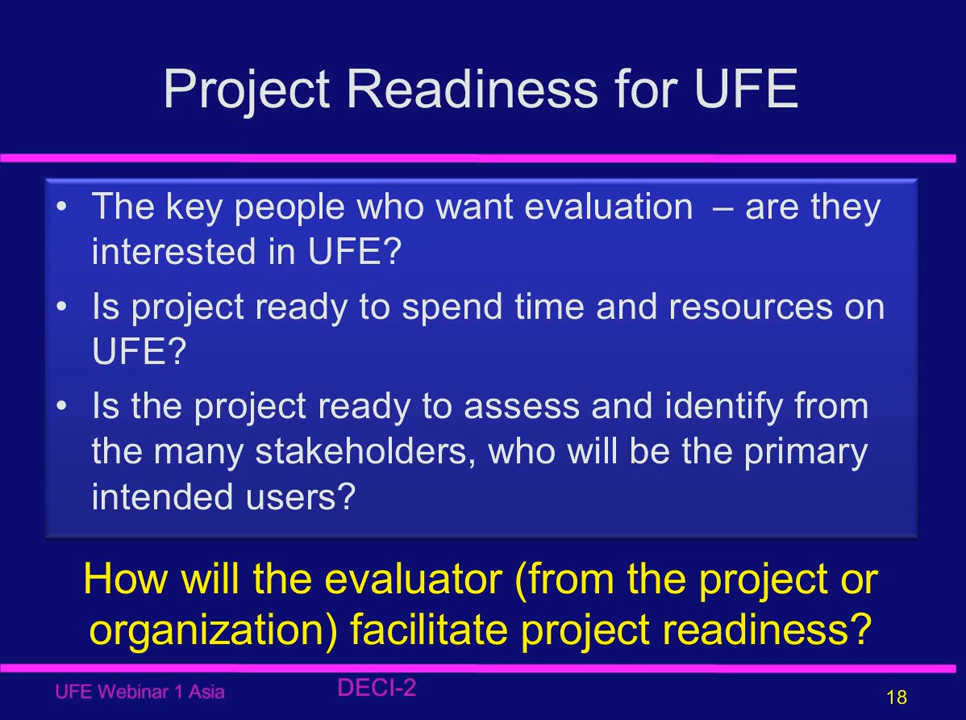 Project Readiness for UFE
• The key people who want evaluation – are they
interested in UFE?
• Is project ready to spend time and resources on
UFE?
• Is the project ready to assess and identify from
the many stakeholders, who will be the primary
intended users?
How will the evaluator (from the project or
organization) facilitate project readiness?
UFE Webinar 1 Asia
DECI-2
18